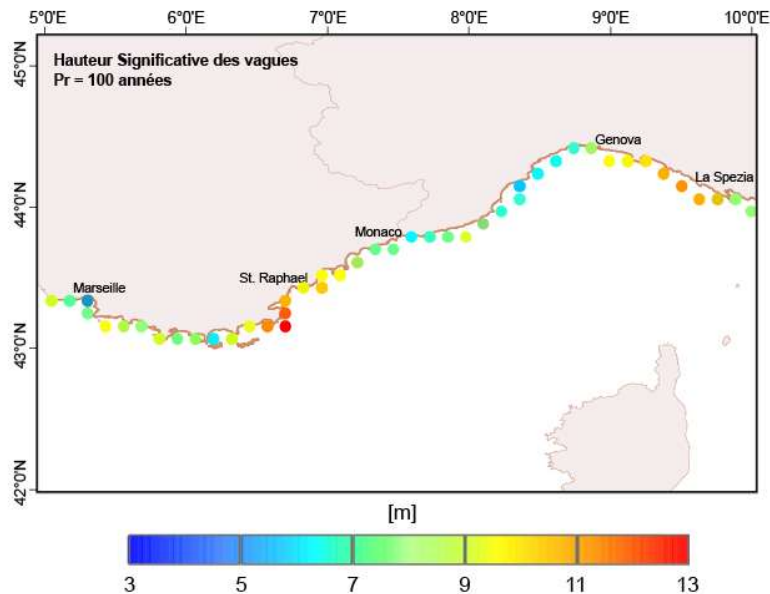 5°0'E 6°0'E 7°0'E 8°0'E 9°0'E 10°0'E
45°0'N
Hauteur Significative des vagues
Pr = 100 années
Genova
La Spezia
44°0'N
Monaco
St. Raphael
Marseille
43°0'N
42°0'N
[m]
3 5 7 9 11 13